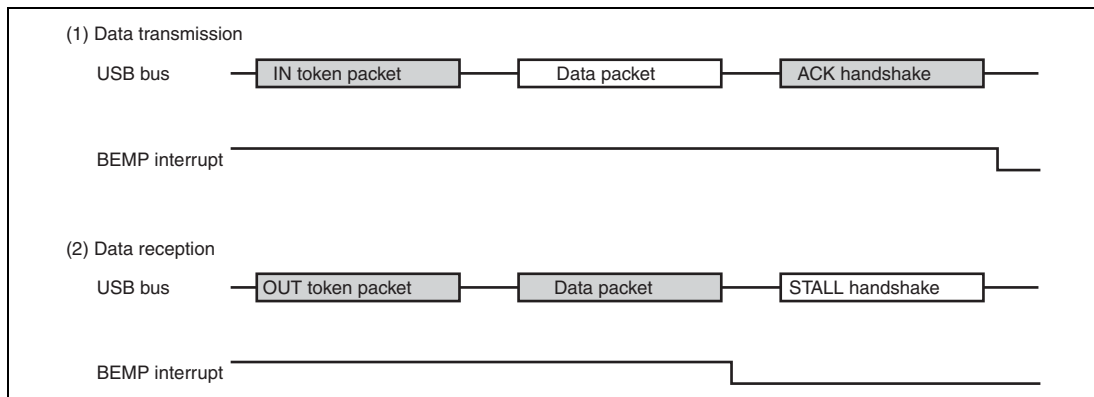 (1) Data transmission
USB bus IN token packet Data packet ACK handshake
BEMP interrupt
(2) Data reception
USB bus OUT token packet Data packet STALL handshake
BEMP interrupt